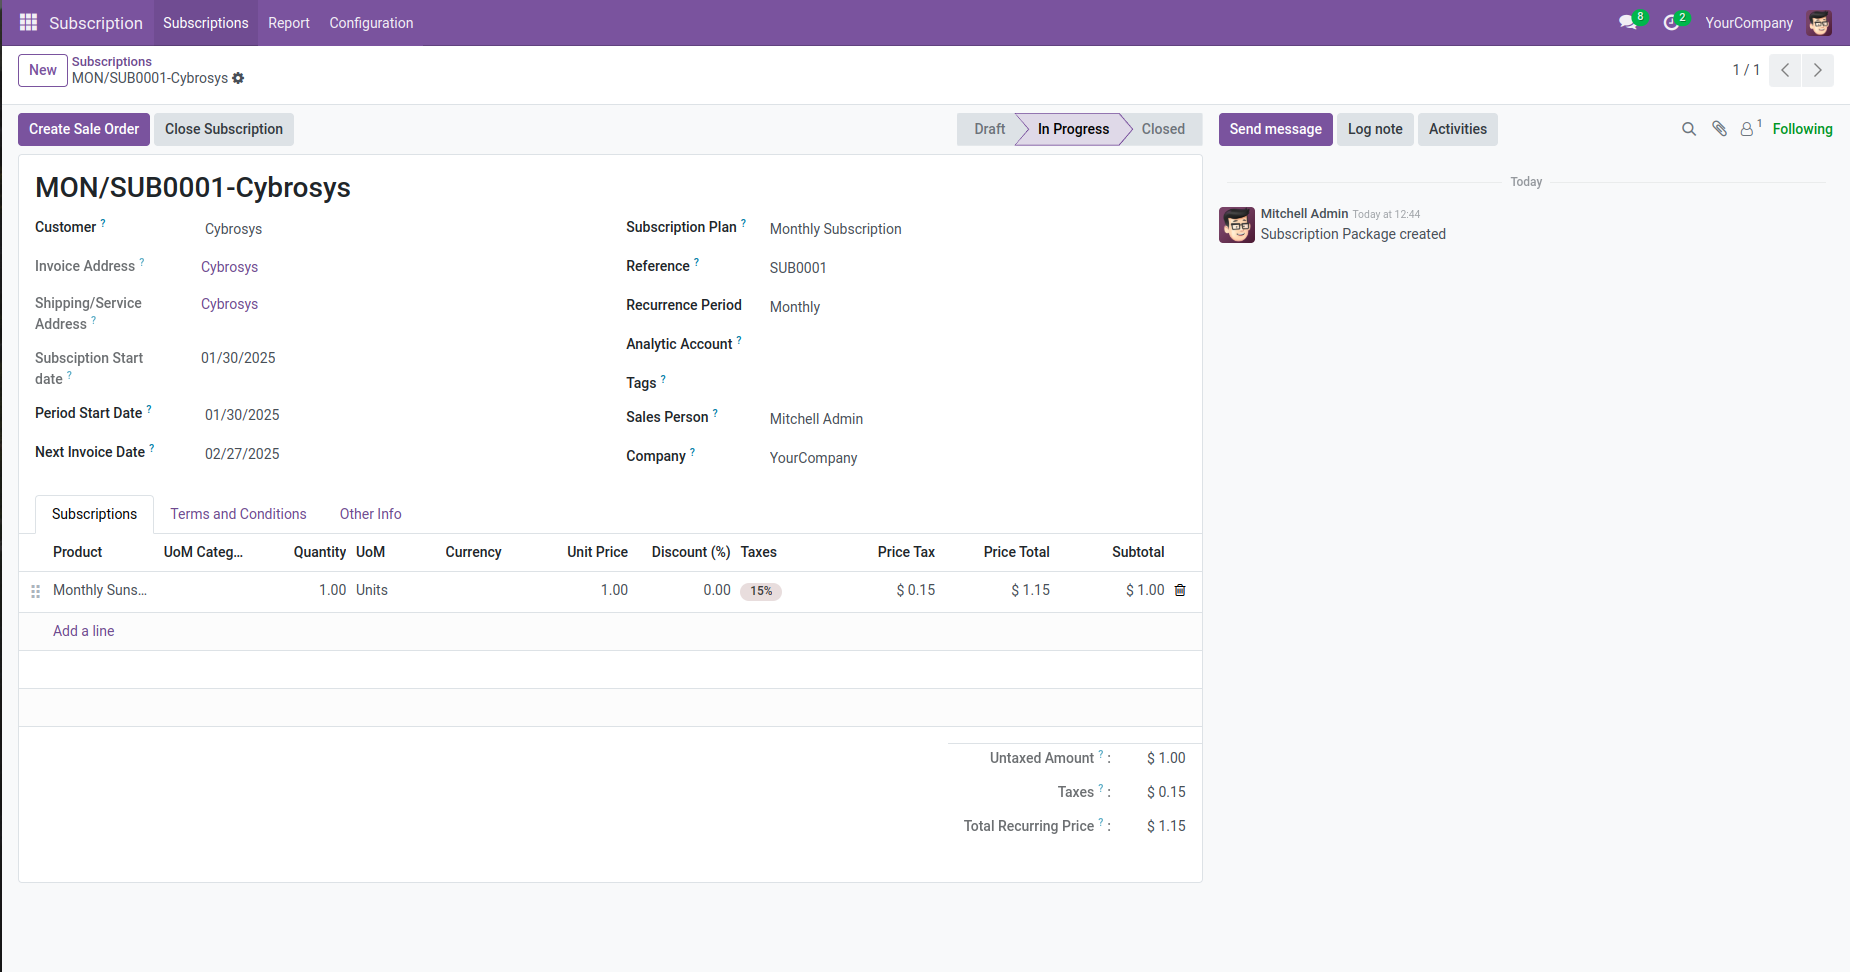 Subscription Subscriptions Report Configuration 8 2 YourCompany
New Subscriptions
MON/SUB0001-Cybrosys 1 / 1
Create Sale Order Close Subscription Draft In Progress Closed Send message Log note Activities 1 Following
MON/SUB0001-Cybrosys
Customer ? Cybrosys
Invoice Address ? Cybrosys
Shipping/Service
Address ? Cybrosys
Subsciption Start
date ? 01/30/2025
Period Start Date ? 01/30/2025
Next Invoice Date ? 02/27/2025
Subscription Plan ? Monthly Subscription
Reference ? SUB0001
Recurrence Period Monthly
Analytic Account ?
Tags ?
Sales Person ? Mitchell Admin
Company ? YourCompany
Subscriptions Terms and Conditions Other Info
Product UoM Categ... Quantity UoM Currency Unit Price Discount (%) Taxes Price Tax Price Total Subtotal
Monthly Suns... 1.00 Units 1.00 0.00 15% $ 0.15 $ 1.15 $ 1.00
Add a line
Untaxed Amount ? : $ 1.00
Taxes ? : $ 0.15
Total Recurring Price ? : $ 1.15
Today
Mitchell Admin Today at 12:44
Subscription Package created